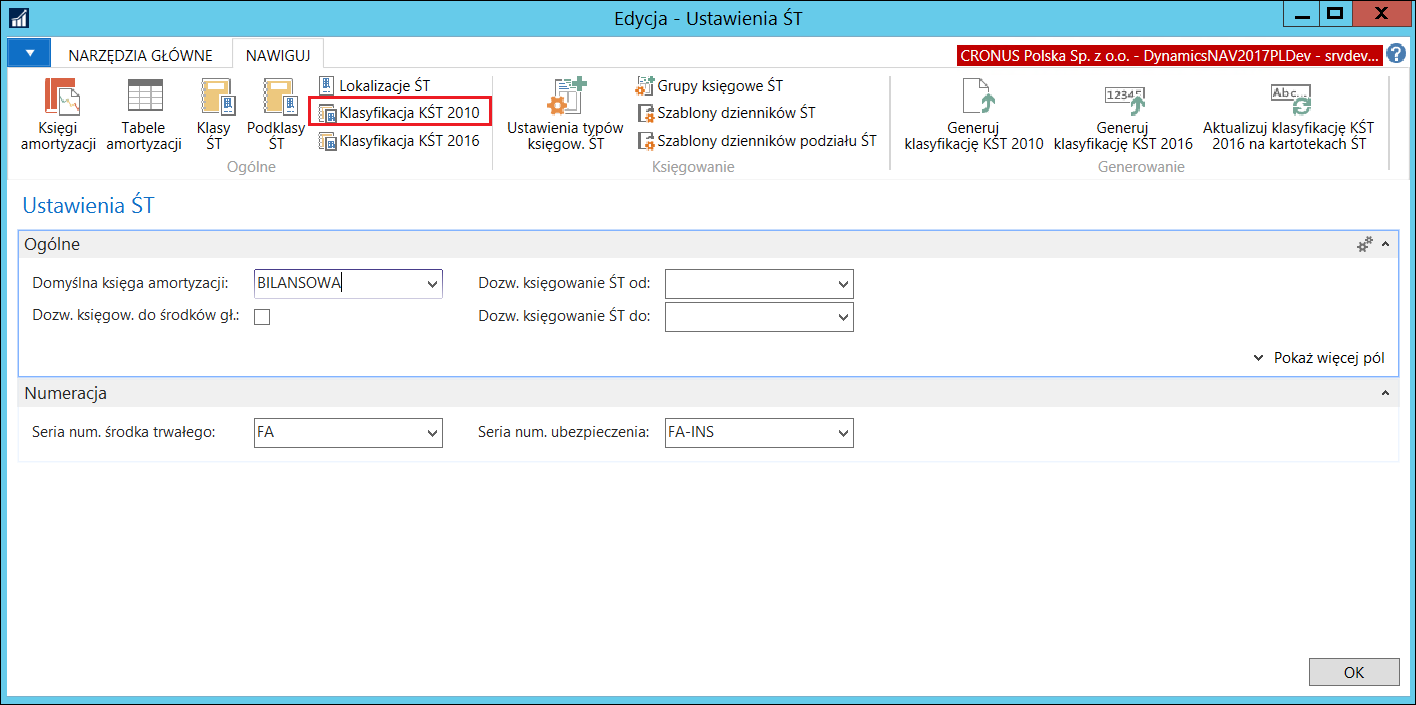 Edycja - Ustawienia ŚT
NARZĘDZIA GŁÓWNE
NAWIGUJ
CRONUS Polska Sp. z o.o. - DynamicsNAV2017PLDev - srvdev...
Księgi
amortyzacji
Tabele
amortyzacji
Klasy
ŚT
Podklasy
ŚT
Lokalizacje ŚT
Klasyfikacja KŚT 2010
Klasyfikacja KŚT 2016
Ogólne
Ustawienia typów
księgow. ŚT
Grupy księgowe ŚT
Szablony dzienników ŚT
Szablony dzienników podziału ŚT
Księgowanie
Generuj
klasyfikację KŚT 2010
12345
Generuj
klasyfikację KŚT 2016
Abc...
Aktualizuj klasyfikację KŚT
2016 na kartotekach ŚT
Generowanie
Ustawienia ŚT
Ogólne
Domyślna księga amortyzacji: BILANSOWA
Dozw. księgowanie ŚT od:
Dozw. księgow. do środków gł.:
Dozw. księgowanie ŚT do:
Pokaż więcej pól
Numeracja
Seria num. środka trwałego: FA
Seria num. ubezpieczenia: FA-INS
OK